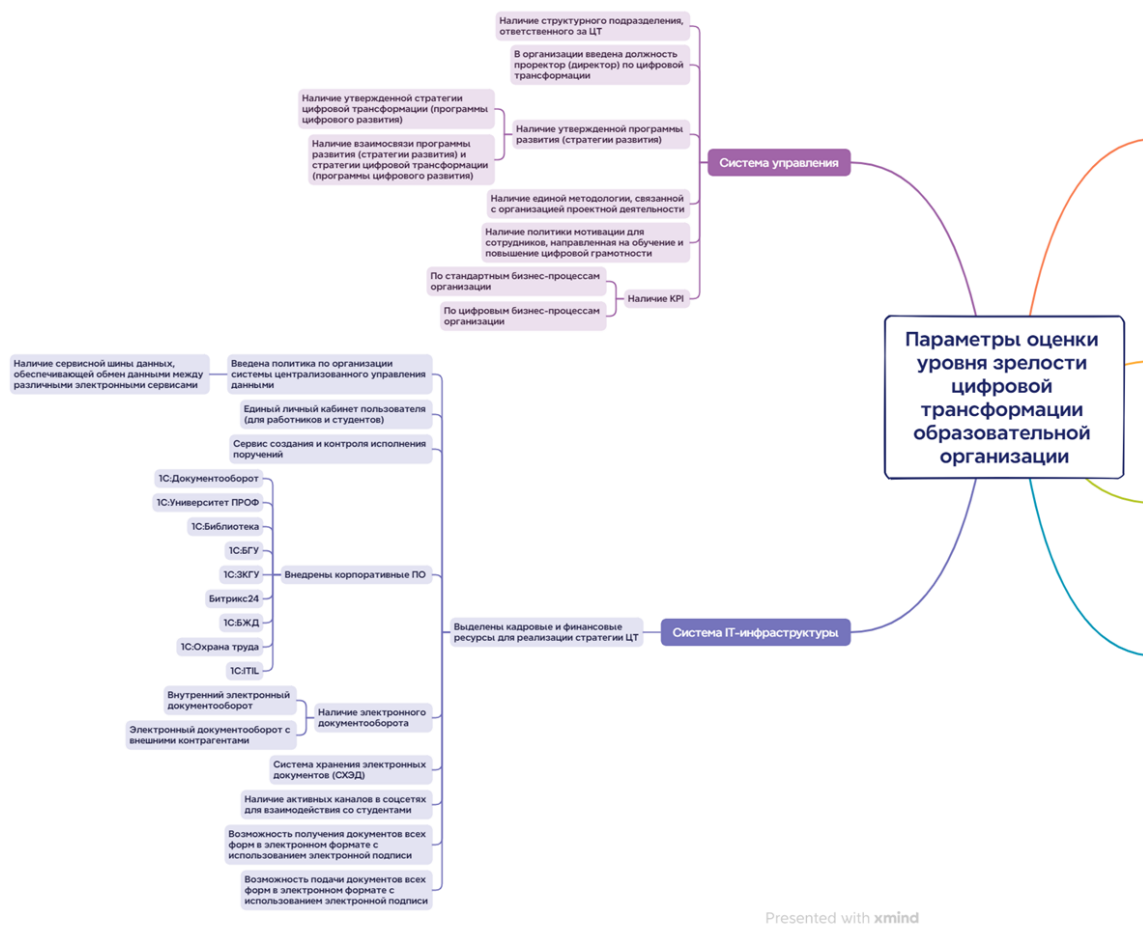 Наличие структурного подразделения,
ответственного за ЦТ
В организации введена должность
проректор (директор) по цифровой
трансформации
Наличие утвержденной стратегии
цифровой трансформации (программы
цифрового развития)
Наличие взаимосвязи программы
развития (стратегии развития) и
стратегии цифровой трансформации
(программы цифрового развития)
Наличие утвержденной программы
развития (стратегии развития)
Наличие единой методологии, связанной
с организацией проектной деятельности
Наличие политики мотивации для
сотрудников, направленная на обучение и
повышение цифровой грамотности
По стандартным бизнес-процессам
организации
По цифровым бизнес-процессам
организации
Наличие KPI
Система управления
Параметры оценки
уровня зрелости
цифровой
трансформации
образовательной
организации
Наличие сервисной шины данных,
обеспечивающей обмен данными между
различными электронными сервисами
Введена политика по организации
системы централизованного управления
данными
Единый личный кабинет пользователя
(для работников и студентов)
Сервис создания и контроля исполнения
поручений
1С:Документооборот
1С:Университет ПРОФ
1С:Библиотека
1С:БГУ
1С:ЗКГУ
Битрикс24
1С:БЖД
1С:Охрана труда
1С:ITIL
Внедрены корпоративные ПО
Внутренний электронный
документооборот
Электронный документооборот с
внешними контрагентами
Наличие электронного
документооборота
Система хранения электронных
документов (СХЭД)
Наличие активных каналов в соцсетях
для взаимодействия со студентами
Возможность получения документов всех
форм в электронном формате с
использованием электронной подписи
Возможность подачи документов всех
форм в электронном формате с
использованием электронной подписи
Выделены кадровые и финансовые
ресурсы для реализации стратегии ЦТ
Система IT-инфраструктуры
Presented with xmind